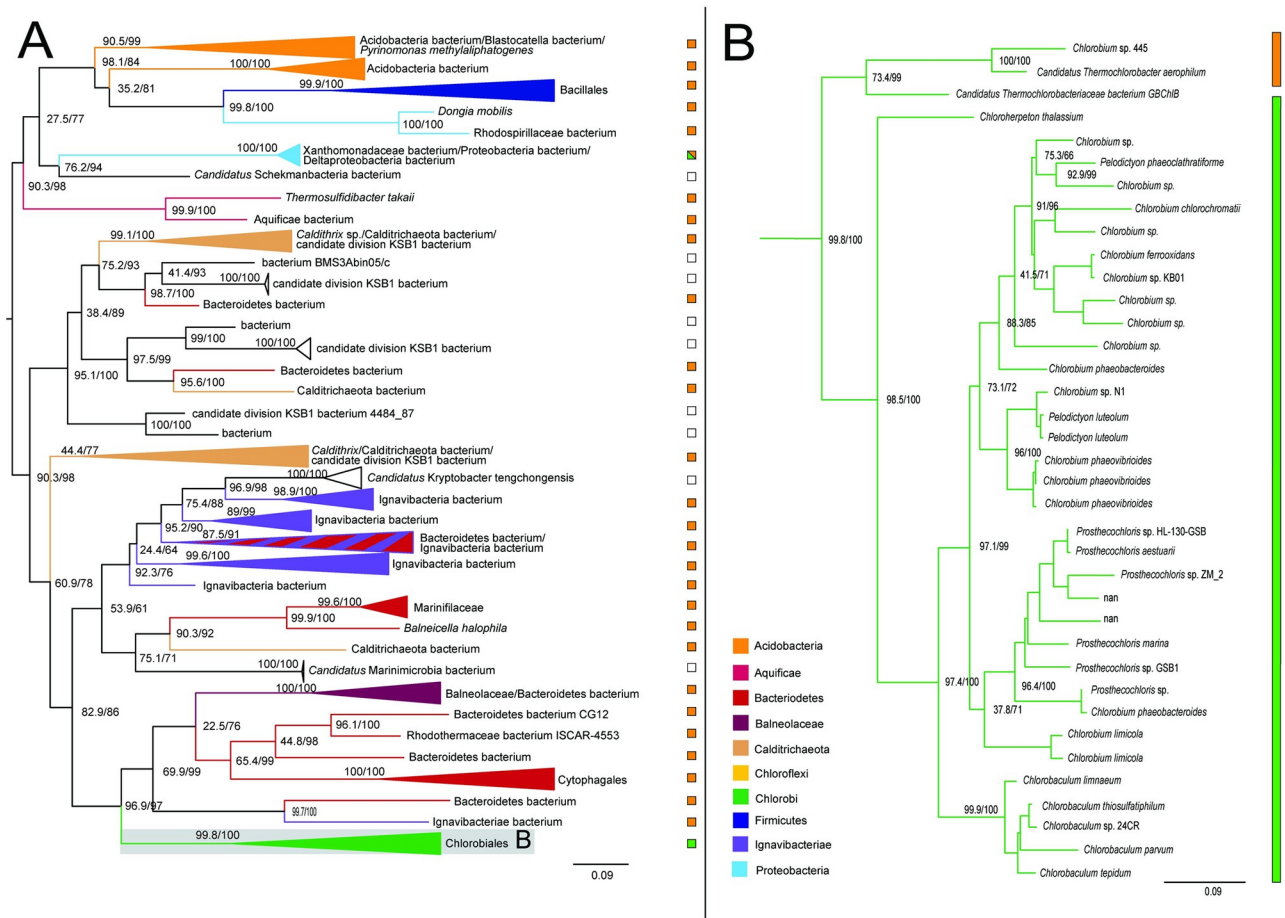 A
90.5/99
Acidobacteria bacterium/Blastocatella bacterium/
Pyrinomonas methylaliphatogenes
98.1/84
100/100
Acidobacteria bacterium
35.2/81
99.9/100
Bacillales
99.8/100
Dongia mobilis
100/100
Rhodospirillaceae bacterium
27.5/77
100/100
Xanthomonadaceae bacterium/Proteobacteria bacterium/
Deltaproteobacteria bacterium
76.2/94
Candidatus Schekmanbacteria bacterium
90.3/98
Thermosulfidibacter takaii
99.9/100
Aquificae bacterium
99.1/100
Caldithrix sp./Calditrichaeota bacterium/
candidate division KSB1 bacterium
75.2/93
bacterium BMS3Abin05/c
41.4/93
100/100
candidate division KSB1 bacterium
98.7/100
Bacteroidetes bacterium
38.4/89
bacterium
99/100
100/100
candidate division KSB1 bacterium
97.5/99
Bacteroidetes bacterium
95.1/100
95.6/100
Calditrichaeota bacterium
candidate division KSB1 bacterium 4484_87
100/100
bacterium
44.4/77
Caldithrix/Calditrichaeota bacterium/
candidate division KSB1 bacterium
90.3/98
100/100
Candidatus Kryptobacter tengchongensis
96.9/98
98.9/100
Ignavibacteria bacterium
75.4/88
89/99
Ignavibacteria bacterium
95.2/90
87.5/91
Bacteroidetes bacterium/
Ignavibacteria bacterium
24.4/64
99.6/100
Ignavibacteria bacterium
92.3/76
Ignavibacteria bacterium
60.9/78
53.9/61
99.6/100
Marinifilaceae
99.9/100
Balneicella halophila
90.3/92
Calditrichaeota bacterium
75.1/71
100/100
Candidatus Marinimicrobia bacterium
100/100
Balneolaceae/Bacteroidetes bacterium
82.9/86
Bacteroidetes bacterium CG12
22.5/76
96.1/100
Rhodothermaceae bacterium ISCAR-4553
44.8/98
Bacteroidetes bacterium
65.4/99
69.9/99
100/100
Cytophagales
Bacteroidetes bacterium
96.9/97
99.7/100
Ignavibacteriae bacterium
99.8/100
Chlorobiales
B
0.09
Acidobacteria
Aquificae
Bacteriodetes
Balneolaceae
Calditrichaeota
Chloroflexi
Chlorobi
Firmicutes
Ignavibacteriae
Proteobacteria
B
Chlorobium sp. 445
100/100
Candidatus Thermochlorobacter aerophilum
73.4/99
Candidatus Thermochlorobacteriaceae bacterium GBChlB
Chloroherpeton thalassium
Chlorobium sp.
75.3/66
Pelodictyon phaeoclathratiforme
92.9/99
Chlorobium sp.
91/96
Chlorobium chlorochromatii
Chlorobium sp.
99.8/100
Chlorobium ferrooxidans
41.5/71
Chlorobium sp. KB01
Chlorobium sp.
88.3/85
Chlorobium sp.
Chlorobium sp.
Chlorobium phaeobacteroides
73.1/72
98.5/100
Chlorobium sp. N1
Pelodictyon luteolum
Pelodictyon luteolum
96/100
Chlorobium phaeovibrioides
Chlorobium phaeovibrioides
Chlorobium phaeovibrioides
Prosthecochloris sp. HL-130-GSB
97.1/99
Prosthecochloris aestuarii
Prosthecochloris sp. ZM_2
nan
nan
Prosthecochloris marina
97.4/100
Prosthecochloris sp. GSB1
96.4/100
Prosthecochloris sp.
37.8/71
Chlorobium phaeobacteroides
Chlorobium limicola
Chlorobium limicola
Chlorobaculum limnaeum
99.9/100
Chlorobaculum thiosulfatiphilum
Chlorobaculum sp. 24CR
Chlorobaculum parvum
Chlorobaculum tepidum
0.09